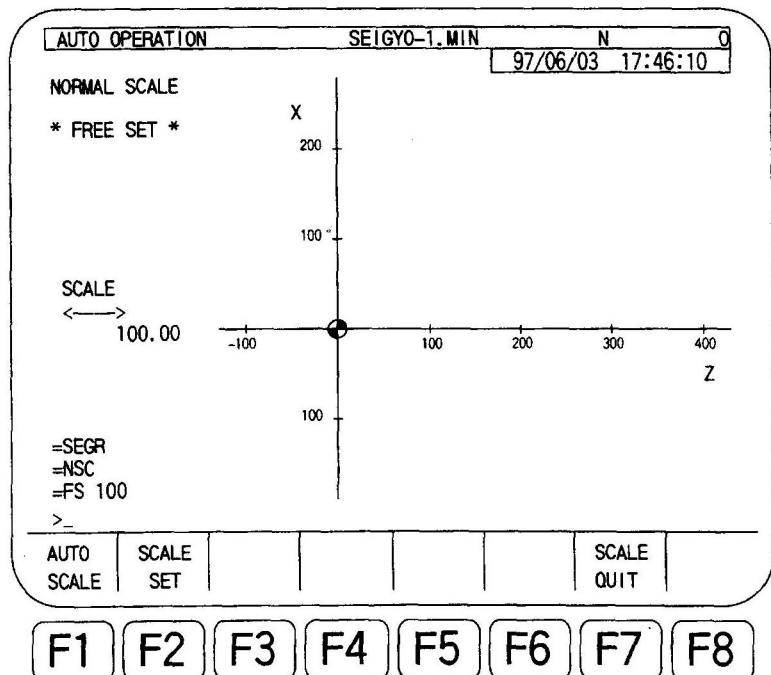 AUTO OPERATION SEIGYO-1.MIN N 0
97/06/03 17:46:10
NORMAL SCALE
* FREE SET *
X
200
100
SCALE
<——>
100.00
-100 100 200 300 400
Z
100
=SEGR
=NSC
=FS 100
>_
AUTO SCALE SCALE
SCALE SET QUIT
F1 F2 F3 F4 F5 F6 F7 F8